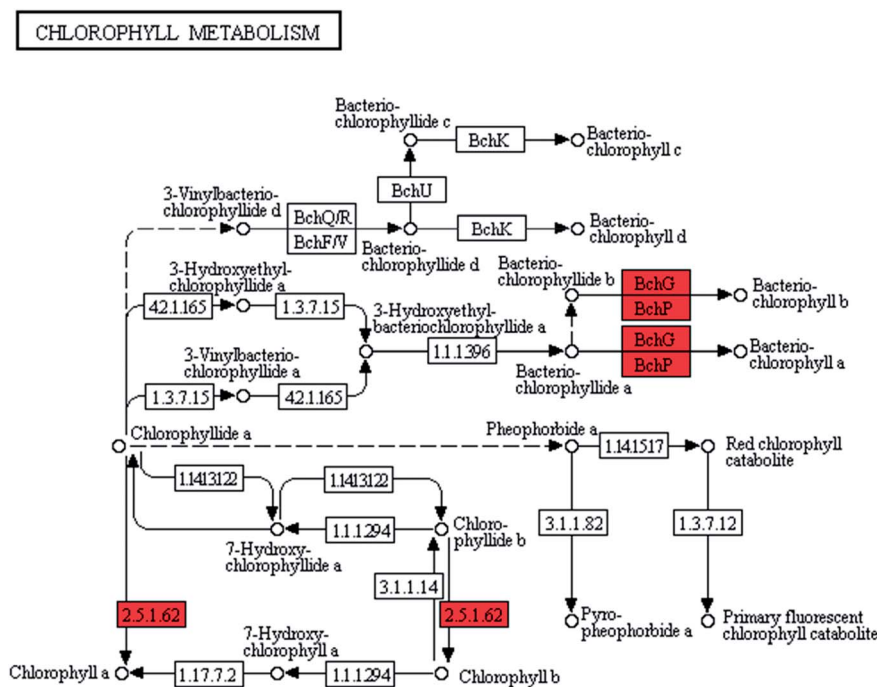 CHLOROPHYLL METABOLISM
Bacterio-
chlorophyllide c
BchK
Bacterio-
chlorophyll c
BchU
3-Vinylbacterio-
chlorophyllide d
BchQ/R
BchF/V
Bacterio-
chlorophyllide d
BchK
Bacterio-
chlorophyll d
3-Hydroxyethyl-
chlorophyllide a
4.2.1.165
1.3.7.15
3-Hydroxyethyl-
bacteriochlorophyllide a
Bacterio-
chlorophyllide b
BchG
BchP
Bacterio-
chlorophyll b
1.1.1.396
BchG
BchP
Bacterio-
chlorophyll a
3-Vinylbacterio-
chlorophyllide a
Bacterio-
chlorophyllide a
1.3.7.15
4.2.1.165
Chlorophyllide a
Pheophorbide a
1.14.15.17
Red chlorophyll
catabolite
1.14.13.122
1.14.13.122
1.1.1.294
7-Hydroxy-
chlorophyllide a
Chloro-
phyllide b
3.1.1.82
1.3.7.12
3.1.1.14
2.5.1.62
2.5.1.62
Pyro-
pheophorbide a
Primary fluorescent
chlorophyll catabolite
7-Hydroxy-
chlorophyll a
Chlorophyll a
1.17.7.2
1.1.1.294
Chlorophyll b